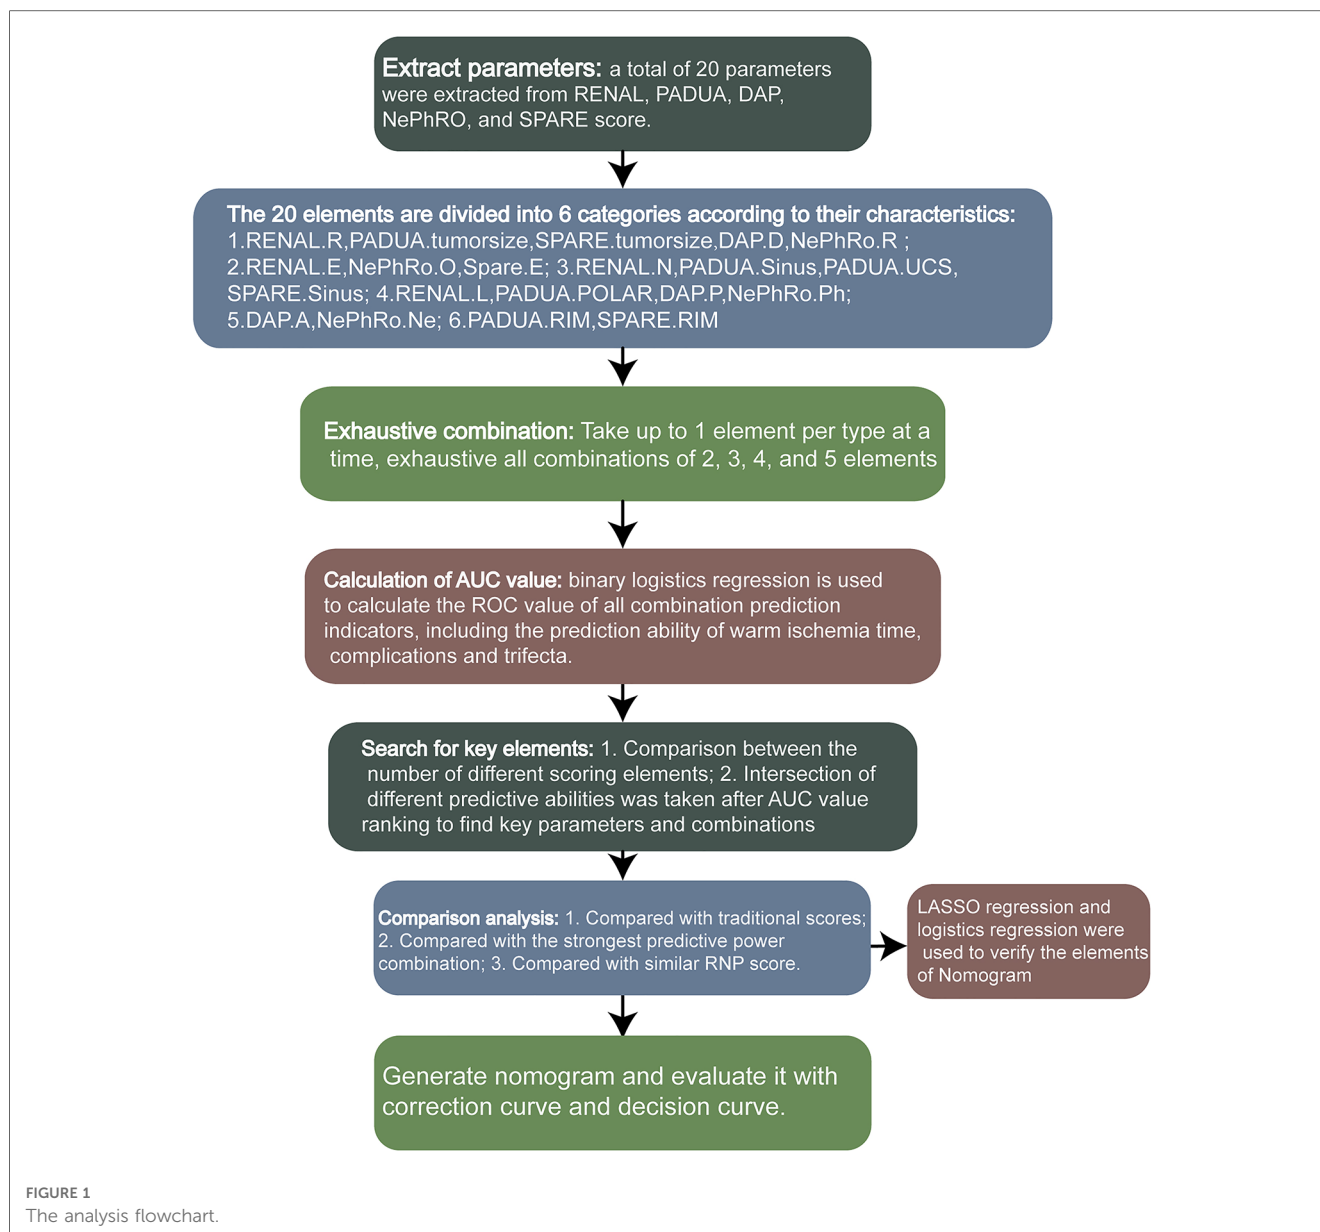 Extract parameters: a total of 20 parameters
were extracted from RENAL, PADUA, DAP,
NePhRO, and SPARE score.
The 20 elements are divided into 6 categories according to their characteristics:
1.RENAL.R,PADUA.tumorsize,SPARE.tumorsize,DAP.D,NePhRo.R ;
2.RENAL.E,NePhRo.O,Spare.E; 3.RENAL.N,PADUA.Sinus,PADUA.UCS,
SPARE.Sinus; 4.RENAL.L,PADUA.POLAR,DAP.P,NePhRo.Ph;
5.DAP.A,NePhRo.Ne; 6.PADUA.RIM,SPARE.RIM
Exhaustive combination: Take up to 1 element per type at a
time, exhaustive all combinations of 2, 3, 4, and 5 elements
Calculation of AUC value: binary logistics regression is used
to calculate the ROC value of all combination prediction
indicators, including the prediction ability of warm ischemia time,
complications and trifecta.
Search for key elements: 1. Comparison between the
number of different scoring elements; 2. Intersection of
different predictive abilities was taken after AUC value
ranking to find key parameters and combinations
Comparison analysis: 1. Compared with traditional scores;
2. Compared with the strongest predictive power
combination; 3. Compared with similar RNP score.
LASSO regression and
logistics regression were
used to verify the elements
of Nomogram
Generate nomogram and evaluate it with
correction curve and decision curve.
FIGURE 1
The analysis flowchart.